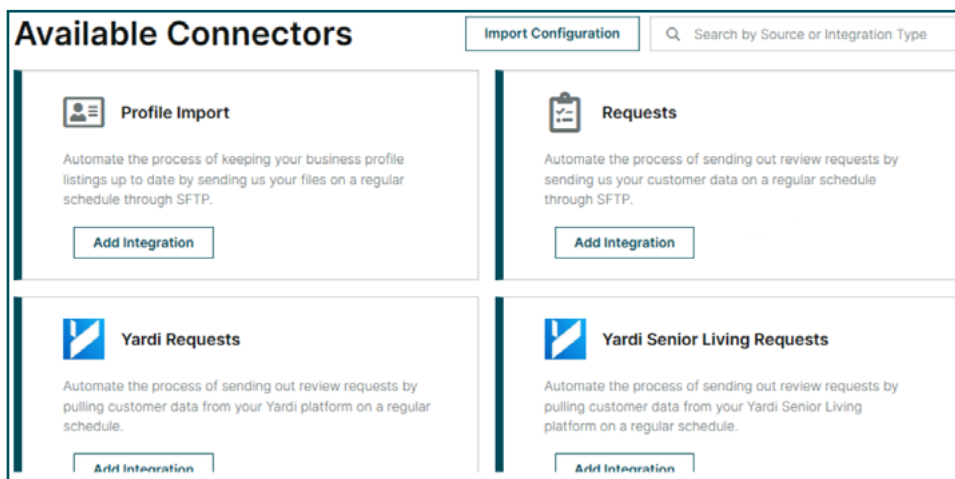 Available Connectors
Import Configuration
Search by Source or Integration Type
Profile Import
Automate the process of keeping your business profile
listings up to date by sending us your files on a regular
schedule through SFTP.
Add Integration
Requests
Automate the process of sending out review requests by
sending us your customer data on a regular schedule
through SFTP.
Add Integration
Yardi Requests
Automate the process of sending out review requests by
pulling customer data from your Yardi platform on a regular
schedule.
Add Integration
Yardi Senior Living Requests
Automate the process of sending out review requests by
pulling customer data from your Yardi Senior Living
platform on a regular schedule.
Add Integration